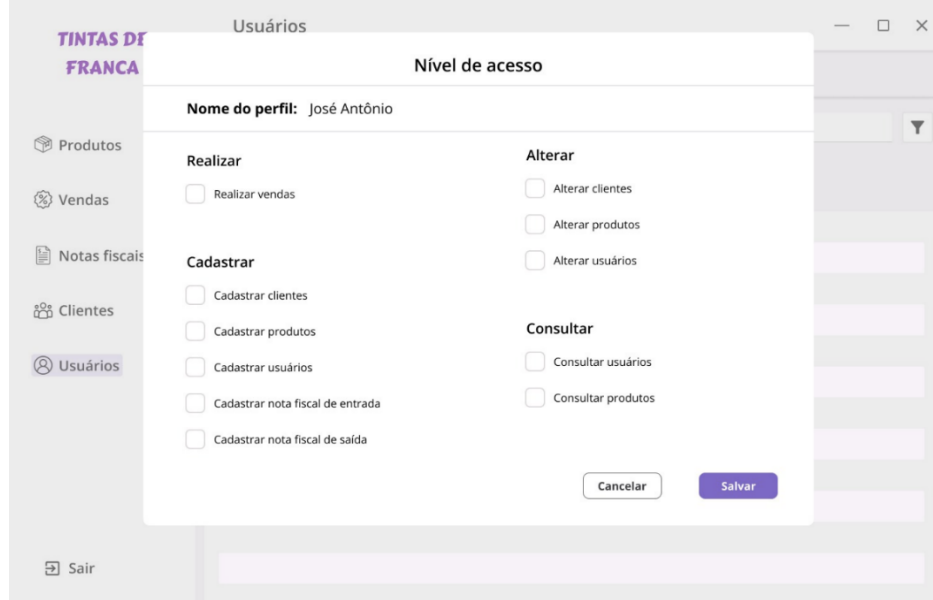 TINTAS DE
FRANCA
Usuários
Produtos
Vendas
Notas fiscais
Clientes
Usuários
Sair
Nível de acesso
Nome do perfil: José Antônio
Realizar
Realizar vendas
Cadastrar
Cadastrar clientes
Cadastrar produtos
Cadastrar usuários
Cadastrar nota fiscal de entrada
Cadastrar nota fiscal de saída
Alterar
Alterar clientes
Alterar produtos
Alterar usuários
Consultar
Consultar usuários
Consultar produtos
Cancelar
Salvar